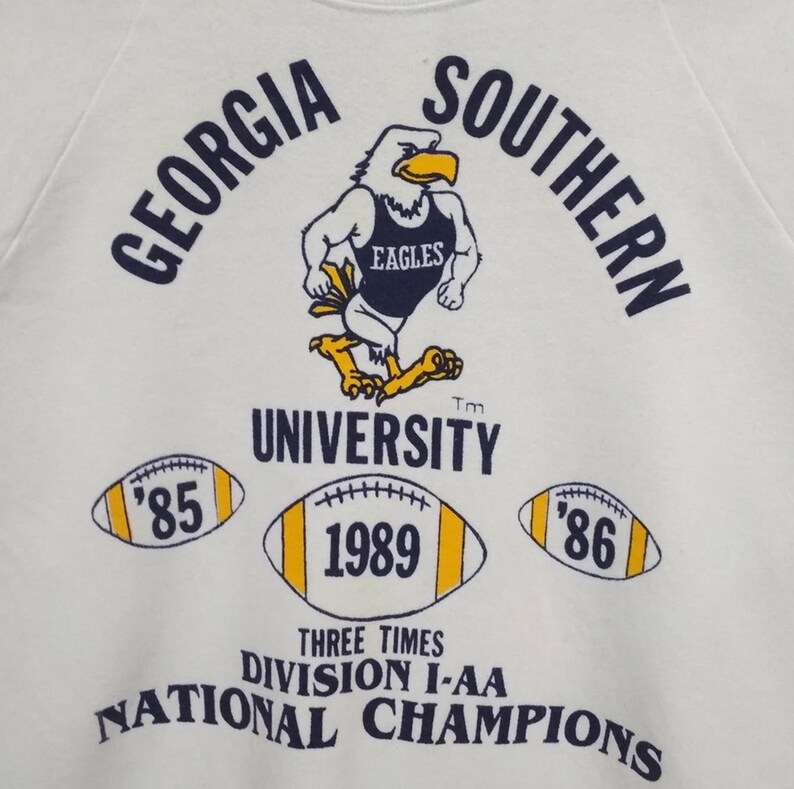 GEORGIA SOUTHERN
EAGLES
Tm
UNIVERSITY
'85
1989
'86
THREE TIMES
DIVISION I-AA
NATIONAL CHAMPIONS